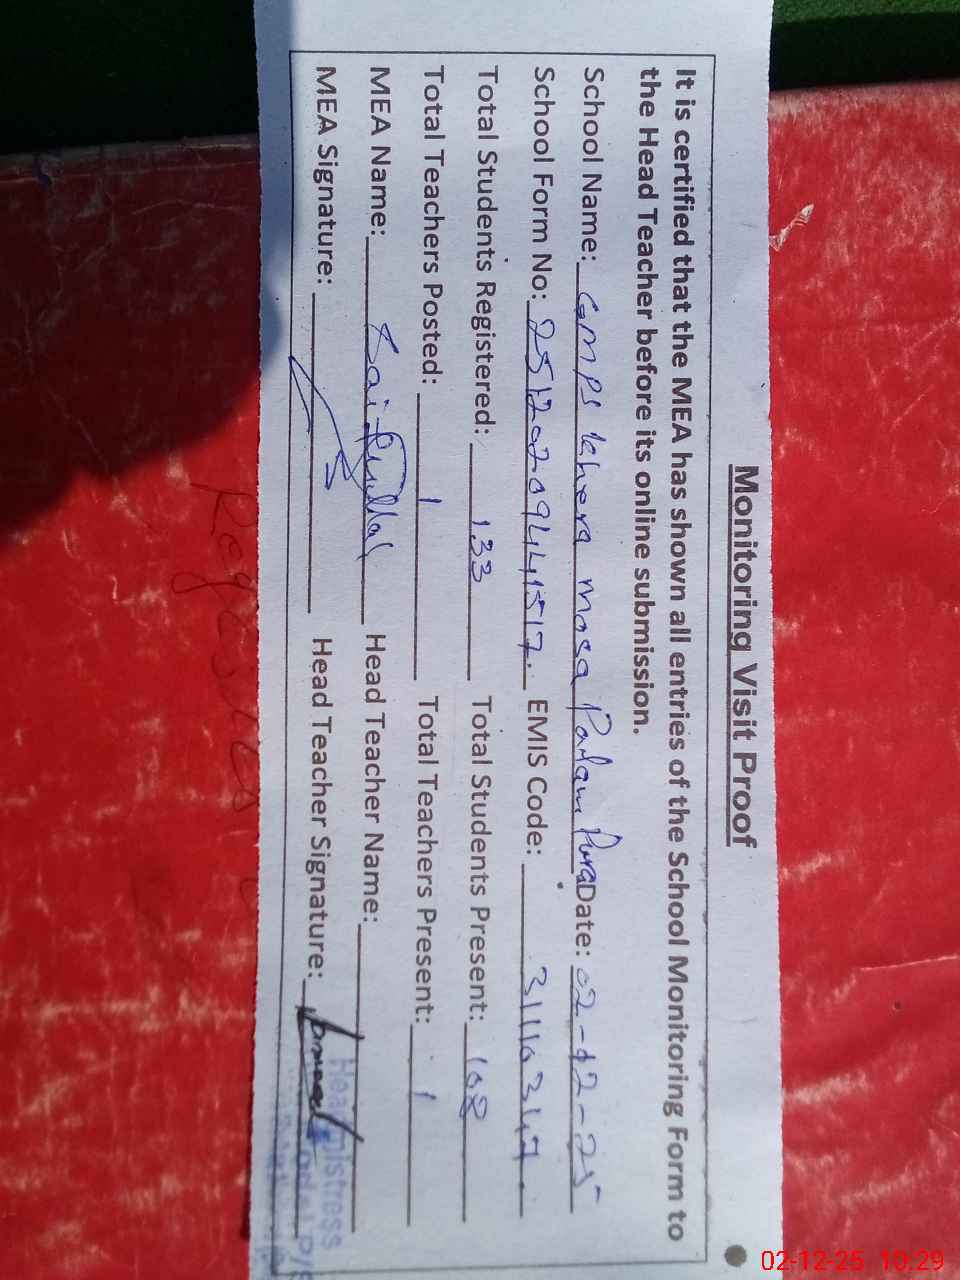 Monitoring Visit Proof
It is certified that the MEA has shown all entries of the School Monitoring Form to
the Head Teacher before its online submission.
School Name: GMPS khera mosa Padam Pura Date: 02-12-25
School Form No: EMIS Code:
Total Students Registered: 133 Total Students Present: 108
Total Teachers Posted: 1 Total Teachers Present: 1
MEA Name: Saifullah Head Teacher Name:
MEA Signature: Head Teacher Signature:
Headmistress
02-12-25 10:29